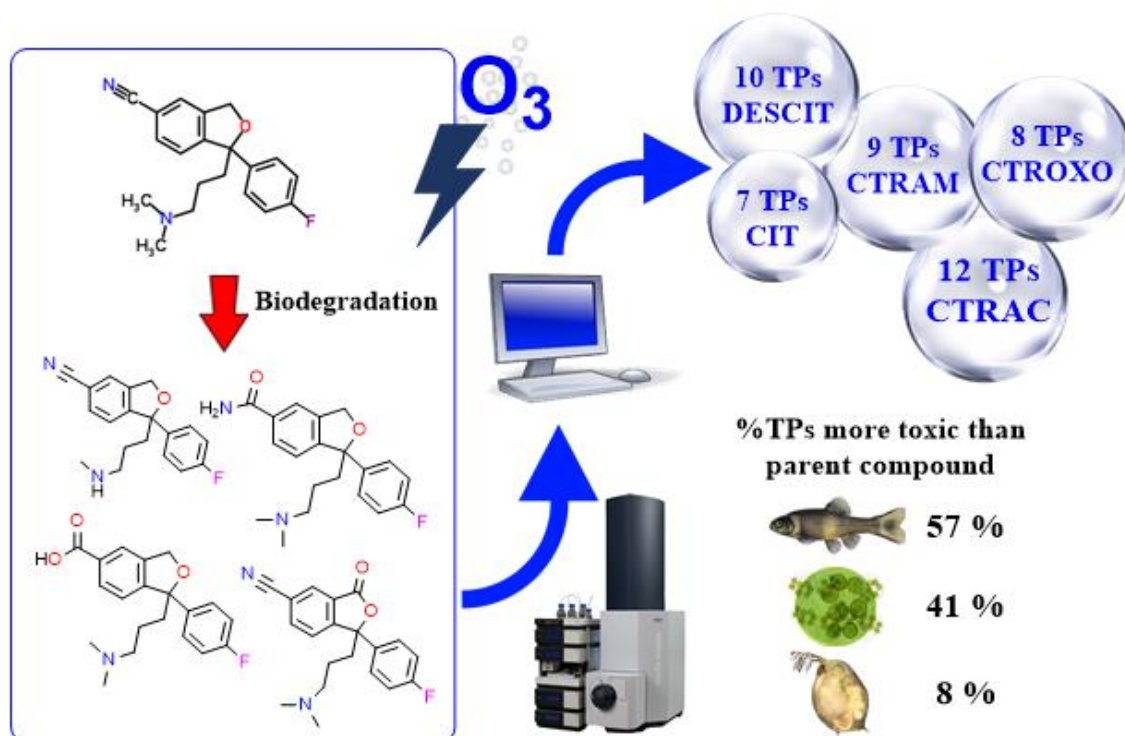 O3
N
O
F
H3C
N
H3C
Biodegradation
N
O
N
H
F
O
H2N
O
N
F
O
HO
O
N
F
N
O
O
N
F
10 TPs
DESCIT
9 TPs
CTRAM
8 TPs
CTROXO
7 TPs
CIT
12 TPs
CTRAC
%TPs more toxic than
parent compound
57 %
41 %
8 %